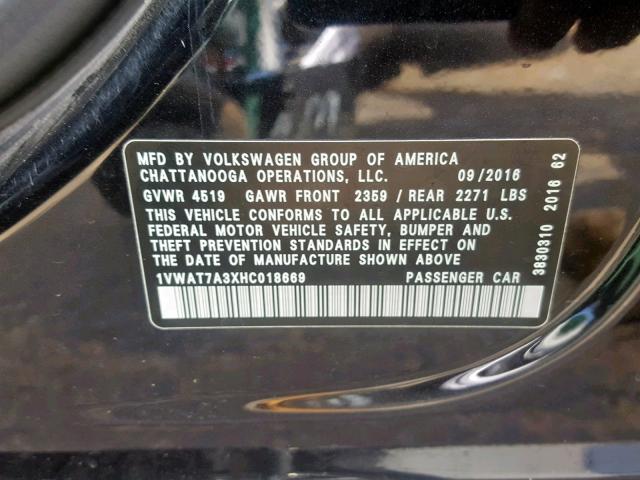 MFD BY VOLKSWAGEN GROUP OF AMERICA
CHATTANOOGA OPERATIONS, LLC. 09/2016
GVWR 4519 GAWR FRONT 2359 / REAR 2271 LBS
THIS VEHICLE CONFORMS TO ALL APPLICABLE U.S.
FEDERAL MOTOR VEHICLE SAFETY, BUMPER AND
THEFT PREVENTION STANDARDS IN EFFECT ON
THE DATE OF MANUFACTURE SHOWN ABOVE
1VWAT7A3XHC018669 PASSENGER CAR
3830310 2016 62